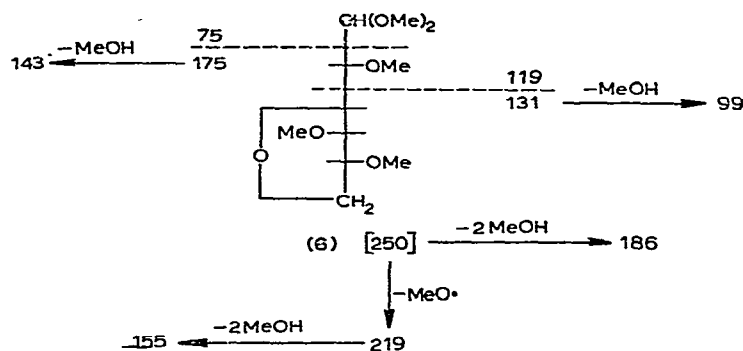 CH(OMe)₂
75
143 -MeOH 175
OMe
119
131 -MeOH 99
MeO
O
OMe
CH₂
(6) [250] -2MeOH 186
-MeO•
155 -2MeOH 219